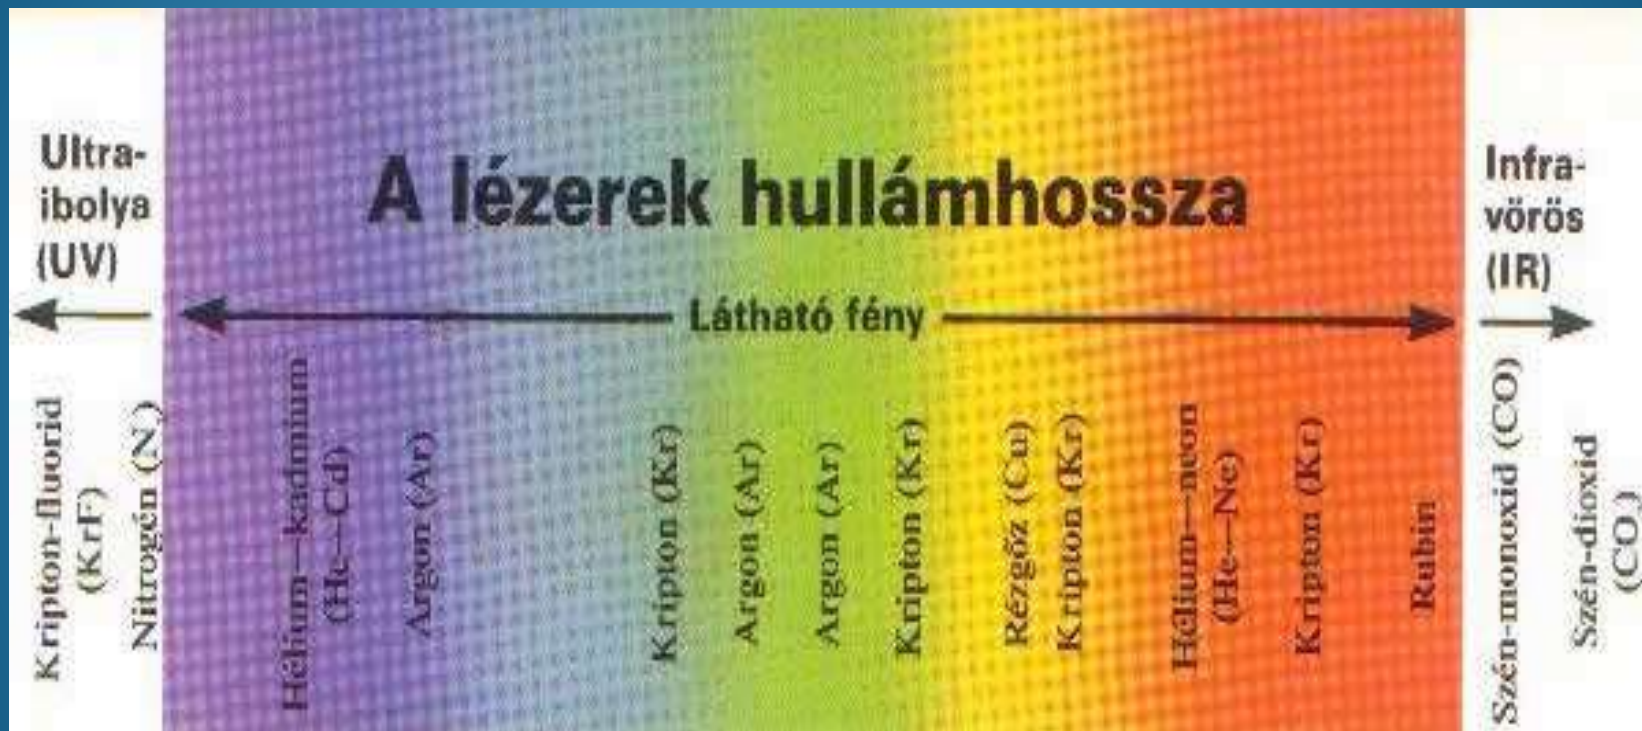 A lézerek hullámhossza
Ultra-
ibolya
(UV)
Látható fény
Infra-
vörös
(IR)
Kripton-fluorid
(KrF)
Nitrogén (N
Hélium—kadmium
(He—Cd)
Argon (Ar)
Kripton (Kr)
Argon (Ar)
Argon (Ar)
Kripton (Kr)
Rézgőz (Cu)
Kripton (Kr)
Hélium—neon
(He—Ne)
Kripton (Kr)
Rubin
Szén-monoxid (CO)
Szén-dioxid
(CO